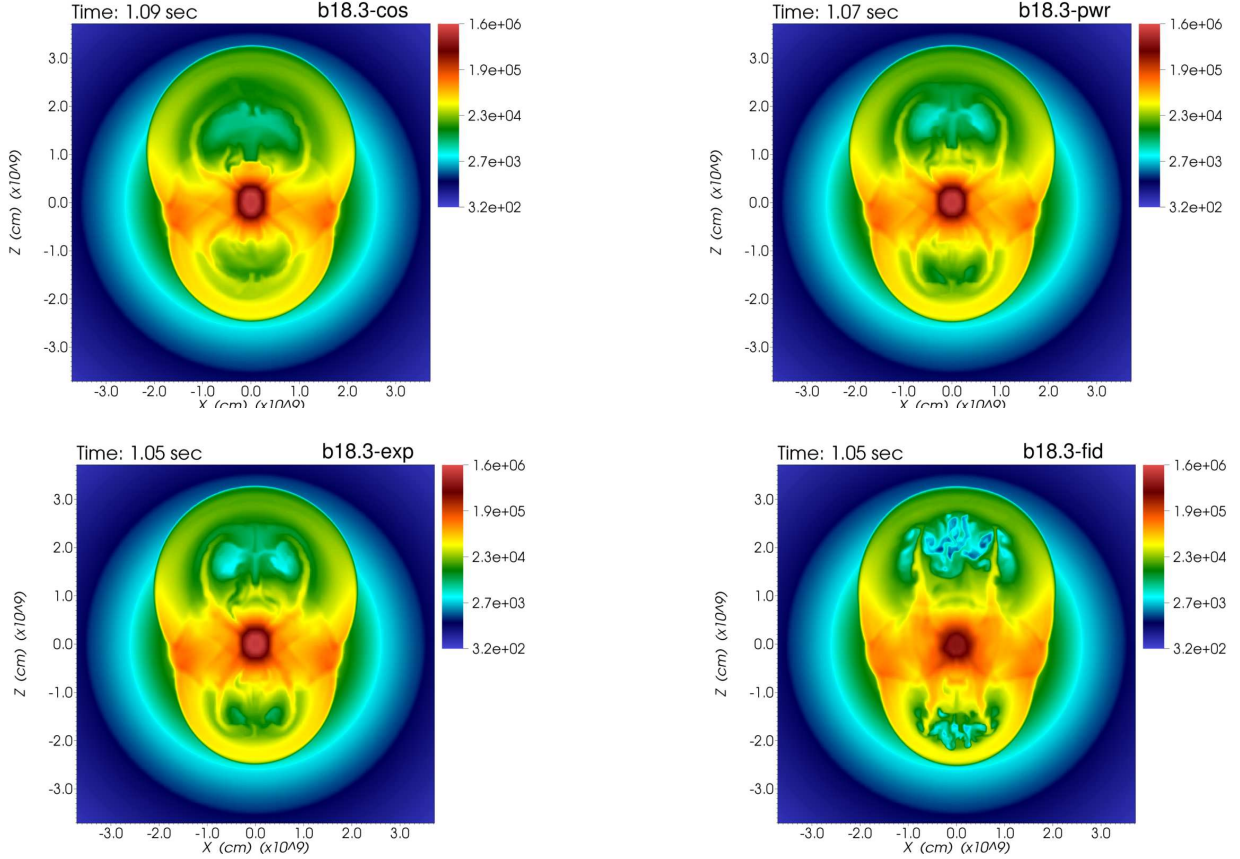 Time: 1.09 sec b18.3-cos
1.6e+06
1.9e+05
2.3e+04
2.7e+03
3.2e+02
3.0
2.0
1.0
0.0
-1.0
-2.0
-3.0
Z (cm) (x10^9)
-3.0 -2.0 -1.0 0.0 1.0 2.0 3.0
X (cm) (x10^9)
Time: 1.07 sec b18.3-pwr
1.6e+06
1.9e+05
2.3e+04
2.7e+03
3.2e+02
3.0
2.0
1.0
0.0
-1.0
-2.0
-3.0
Z (cm) (x10^9)
-3.0 -2.0 -1.0 0.0 1.0 2.0 3.0
X (cm) (x10^9)
Time: 1.05 sec b18.3-exp
1.6e+06
1.9e+05
2.3e+04
2.7e+03
3.2e+02
3.0
2.0
1.0
0.0
-1.0
-2.0
-3.0
Z (cm) (x10^9)
-3.0 -2.0 -1.0 0.0 1.0 2.0 3.0
X (cm) (x10^9)
Time: 1.05 sec b18.3-fid
1.6e+06
1.9e+05
2.3e+04
2.7e+03
3.2e+02
3.0
2.0
1.0
0.0
-1.0
-2.0
-3.0
Z (cm) (x10^9)
-3.0 -2.0 -1.0 0.0 1.0 2.0 3.0
X (cm) (x10^9)